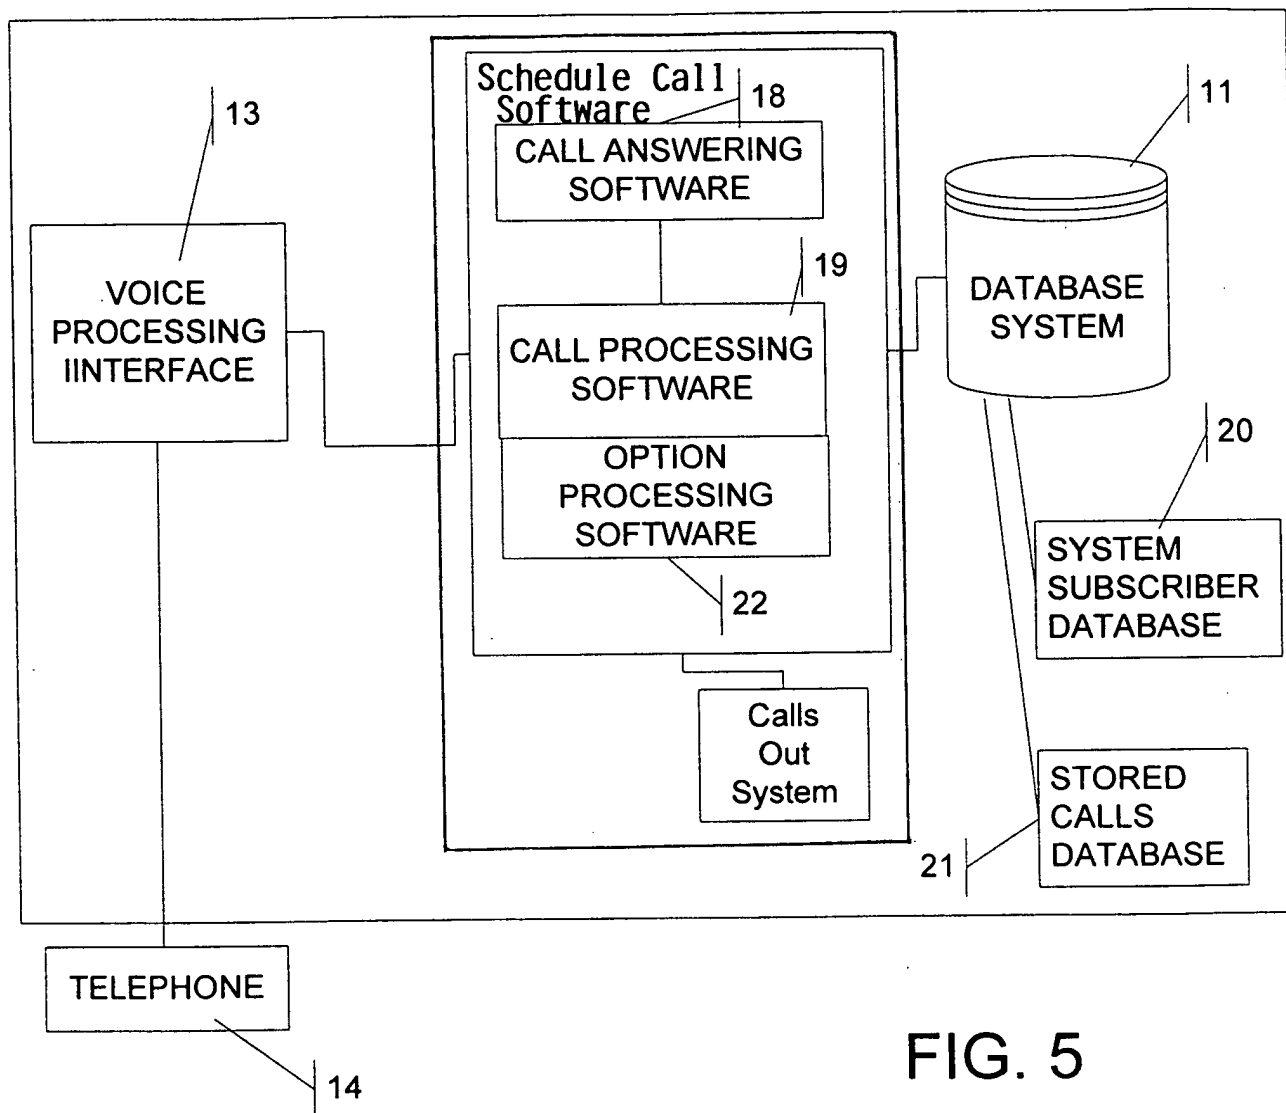 Schedule Call
Software
18
CALL ANSWERING
SOFTWARE
13
11
VOICE
PROCESSING
IINTERFACE
19
CALL PROCESSING
SOFTWARE
DATABASE
SYSTEM
OPTION
PROCESSING
SOFTWARE
22
20
SYSTEM
SUBSCRIBER
DATABASE
Calls
Out
System
STORED
CALLS
DATABASE
21
TELEPHONE
14
FIG. 5